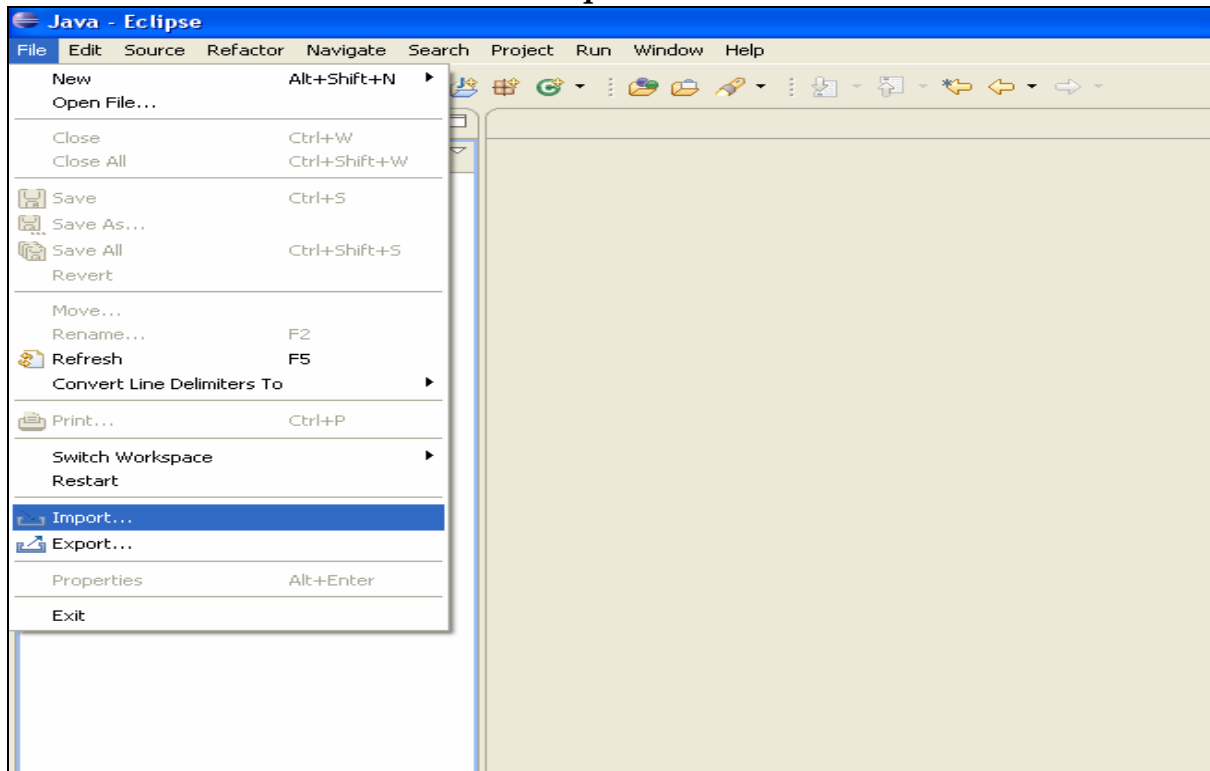 Java - Eclipse
File Edit Source Refactor Navigate Search Project Run Window Help
New Alt+Shift+N
Open File...
Close Ctrl+W
Close All Ctrl+Shift+W
Save Ctrl+S
Save As...
Save All Ctrl+Shift+S
Revert
Move...
Rename... F2
Refresh F5
Convert Line Delimiters To
Print... Ctrl+P
Switch Workspace
Restart
Import...
Export...
Properties Alt+Enter
Exit